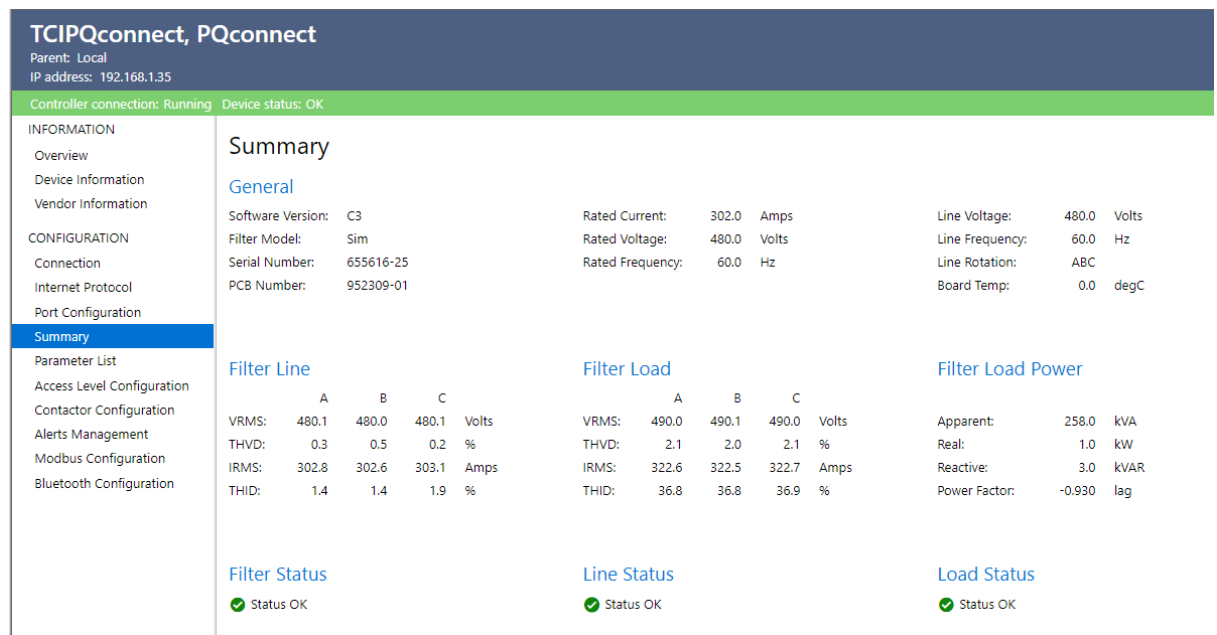 TCIPQconnect, PQconnect
Parent: Local
IP address: 192.168.1.35
Controller connection: Running Device status: OK
INFORMATION
Overview
Device Information
Vendor Information
CONFIGURATION
Connection
Internet Protocol
Port Configuration
Summary
Parameter List
Access Level Configuration
Contactor Configuration
Alerts Management
Modbus Configuration
Bluetooth Configuration
Summary
General
Software Version: C3
Filter Model: Sim
Serial Number: 655616-25
PCB Number: 952309-01
Rated Current: 302.0 Amps
Rated Voltage: 480.0 Volts
Rated Frequency: 60.0 Hz
Line Voltage: 480.0 Volts
Line Frequency: 60.0 Hz
Line Rotation: ABC
Board Temp: 0.0 degC
Filter Line
A B C
VRMS: 480.1 480.0 480.1 Volts
THVD: 0.3 0.5 0.2 %
IRMS: 302.8 302.6 303.1 Amps
THID: 1.4 1.4 1.9 %
Filter Load
A B C
VRMS: 490.0 490.1 490.0 Volts
THVD: 2.1 2.0 2.1 %
IRMS: 322.6 322.5 322.7 Amps
THID: 36.8 36.8 36.9 %
Filter Load Power
Apparent: 258.0 kVA
Real: 1.0 kW
Reactive: 3.0 kVAR
Power Factor: -0.930 lag
Filter Status
Status OK
Line Status
Status OK
Load Status
Status OK